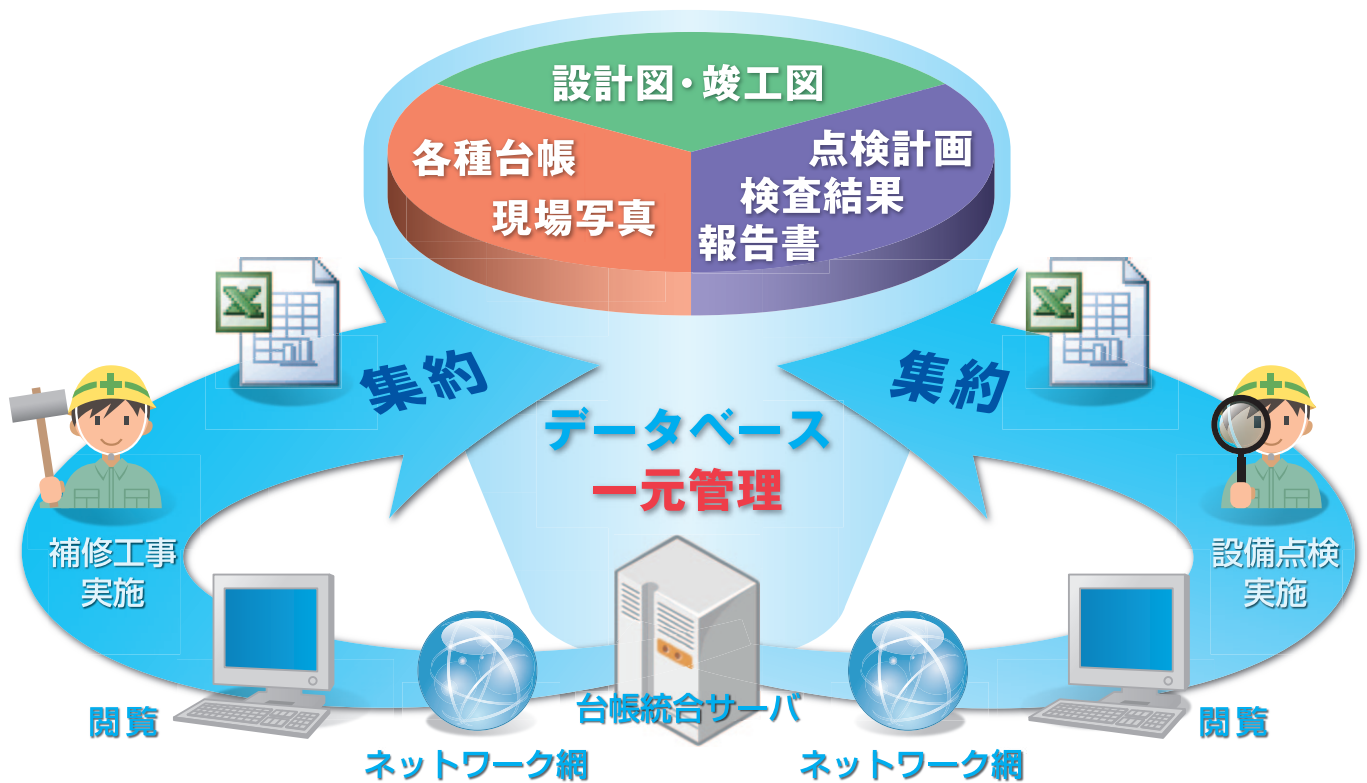 設計図・竣工図
各種台帳
現場写真
点検計画
検査結果
報告書
集約
集約
データベース
一元管理
補修工事
実施
設備点検
実施
閲覧
ネットワーク網
台帳統合サーバ
ネットワーク網
閲覧